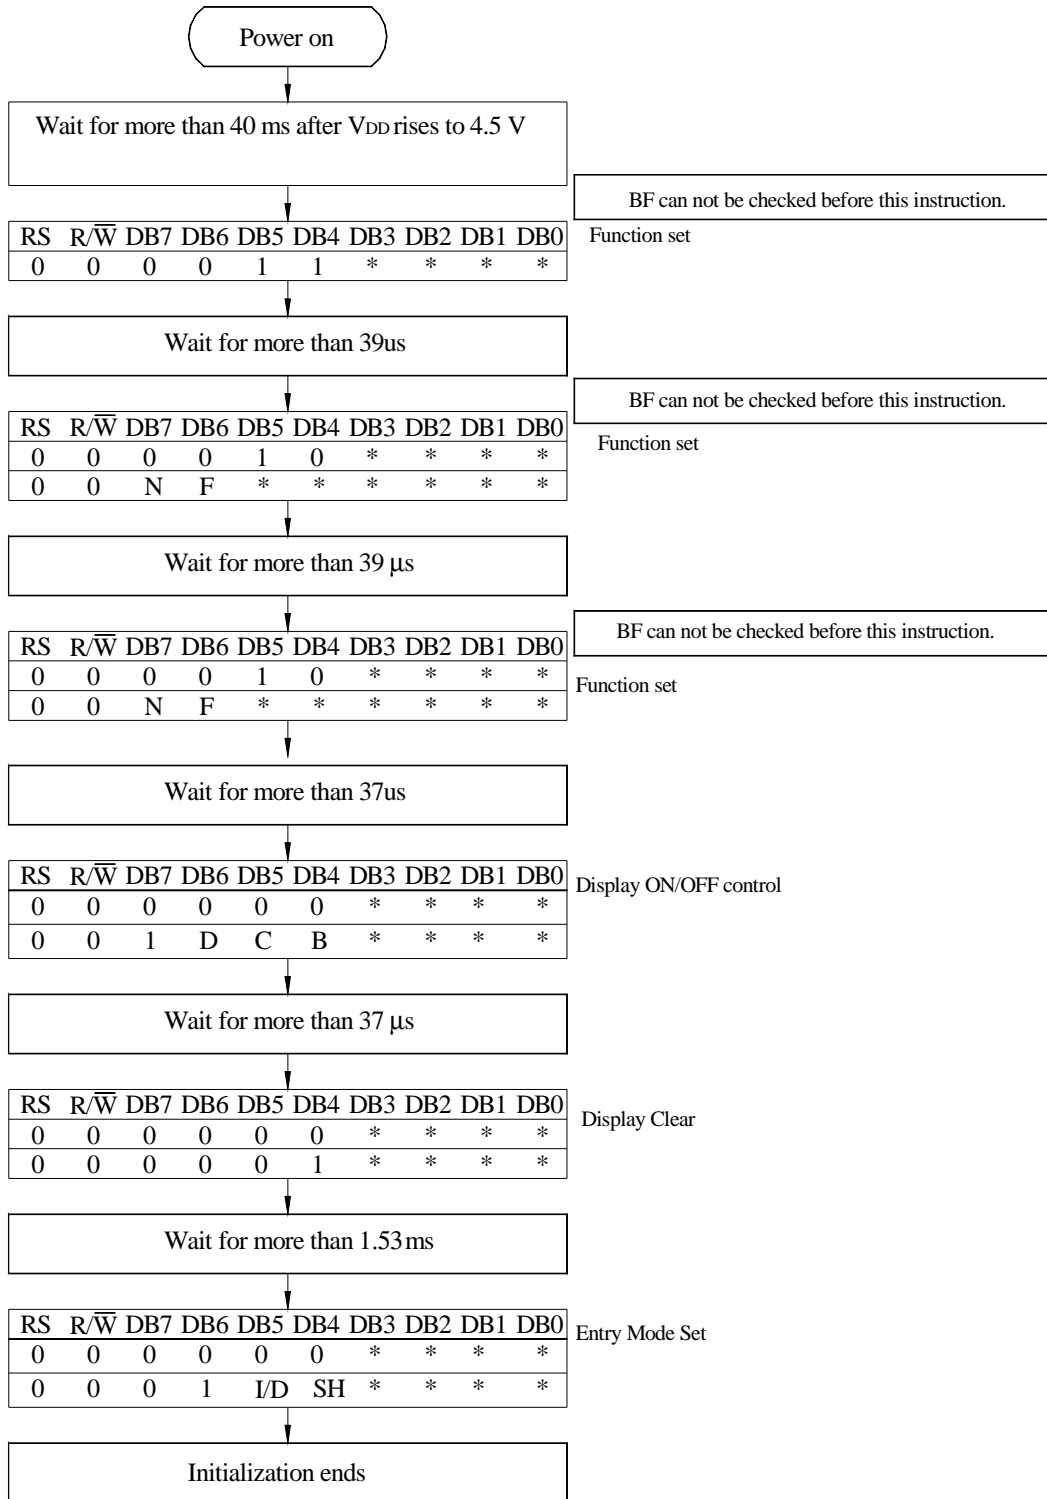 Power on
Wait for more than 40 ms after VDD rises to 4.5 V
BF can not be checked before this instruction.
RS R/W̅ DB7 DB6 DB5 DB4 DB3 DB2 DB1 DB0
Function set
0 0 0 0 1 1 * * * *
Wait for more than 39us
BF can not be checked before this instruction.
RS R/W̅ DB7 DB6 DB5 DB4 DB3 DB2 DB1 DB0
Function set
0 0 0 0 1 0 * * * *
0 0 N F * * * * * *
Wait for more than 39 μs
BF can not be checked before this instruction.
RS R/W̅ DB7 DB6 DB5 DB4 DB3 DB2 DB1 DB0
0 0 0 0 1 0 * * * *
Function set
0 0 N F * * * * * *
Wait for more than 37us
RS R/W̅ DB7 DB6 DB5 DB4 DB3 DB2 DB1 DB0
Display ON/OFF control
0 0 0 0 0 0 * * * *
0 0 1 D C B * * * *
Wait for more than 37 μs
RS R/W̅ DB7 DB6 DB5 DB4 DB3 DB2 DB1 DB0
Display Clear
0 0 0 0 0 0 * * * *
0 0 0 0 0 1 * * * *
Wait for more than 1.53ms
RS R/W̅ DB7 DB6 DB5 DB4 DB3 DB2 DB1 DB0
Entry Mode Set
0 0 0 0 0 0 * * * *
0 0 0 1 I/D SH * * * *
Initialization ends